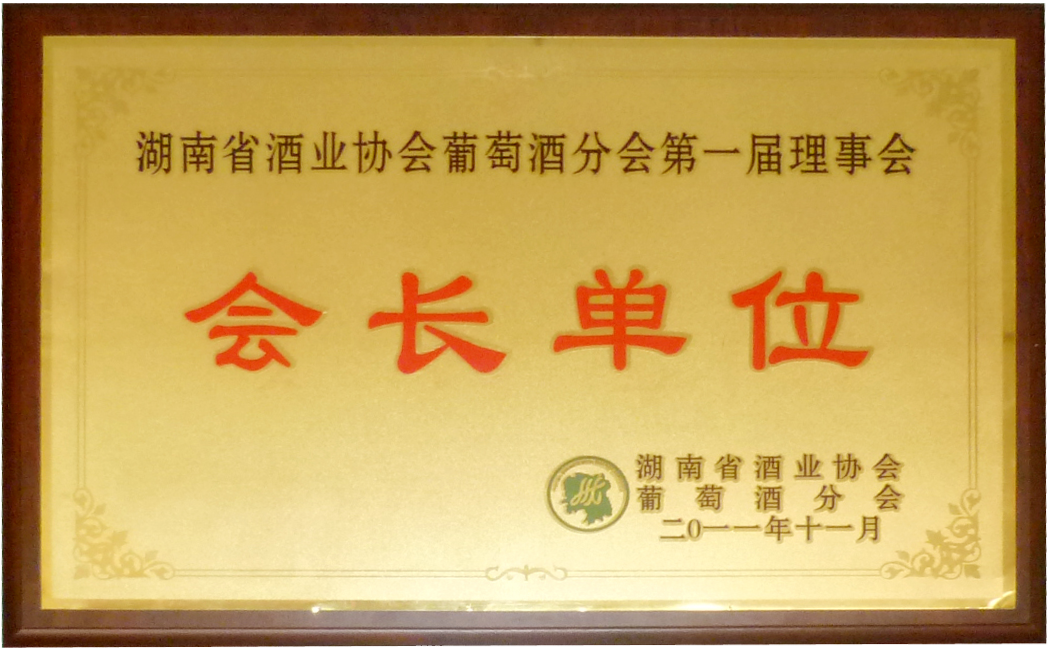 湖南省酒业协会葡萄酒分会第一届理事会
会长单位
湖南省酒业协会
葡萄酒分会
二0一一年十一月